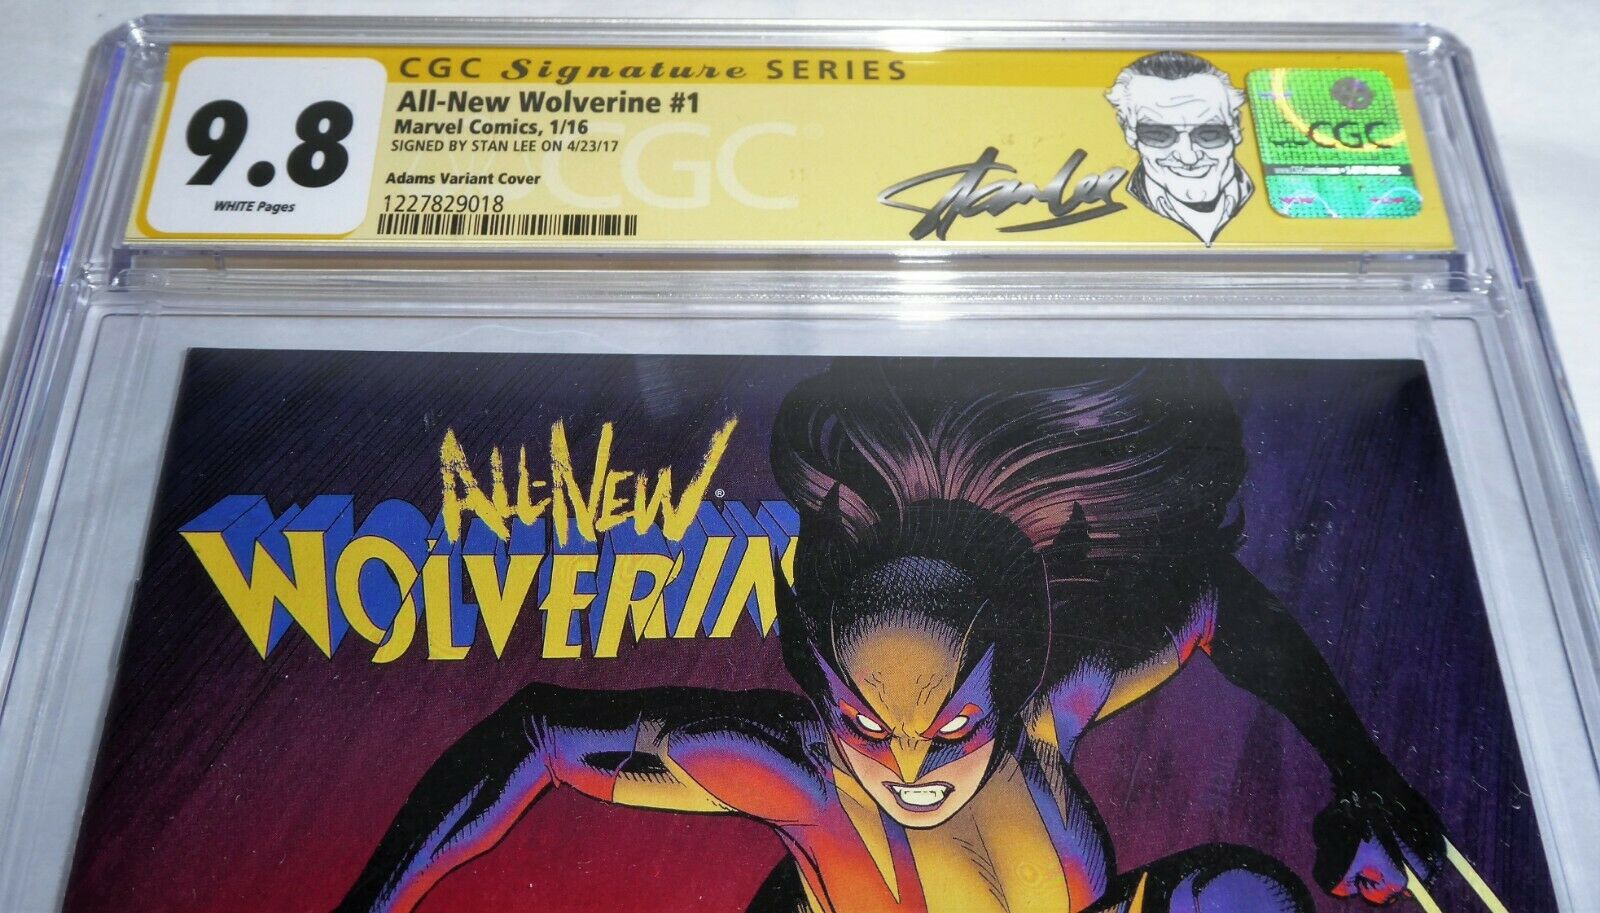 CGC Signature SERIES
9.8
WHITE Pages
All-New Wolverine #1
Marvel Comics, 1/16
SIGNED BY STAN LEE ON 4/23/17
Adams Variant Cover
1227829018
CGC
Stan Lee
CGC
ALL-NEW
WOLVERIN